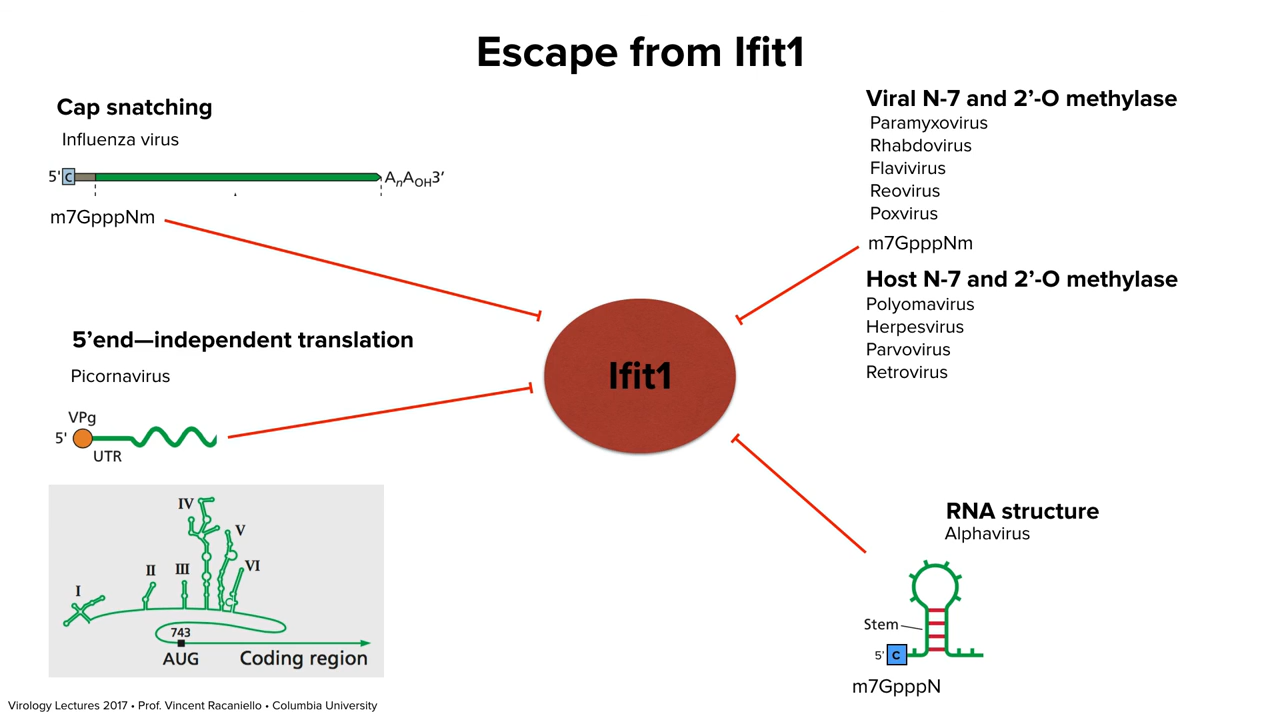 Escape from Ifit1
Cap snatching
Influenza virus
5' C AnAOH3'
m7GpppNm
5'end—independent translation
Picornavirus
VPg
5'
UTR
I II III IV V VI
743
AUG Coding region
Ifit1
Viral N-7 and 2'-O methylase
Paramyxovirus
Rhabdovirus
Flavivirus
Reovirus
Poxvirus
m7GpppNm
Host N-7 and 2'-O methylase
Polyomavirus
Herpesvirus
Parvovirus
Retrovirus
RNA structure
Alphavirus
Stem
5' C
m7GpppN
Virology Lectures 2017 • Prof. Vincent Racaniello • Columbia University